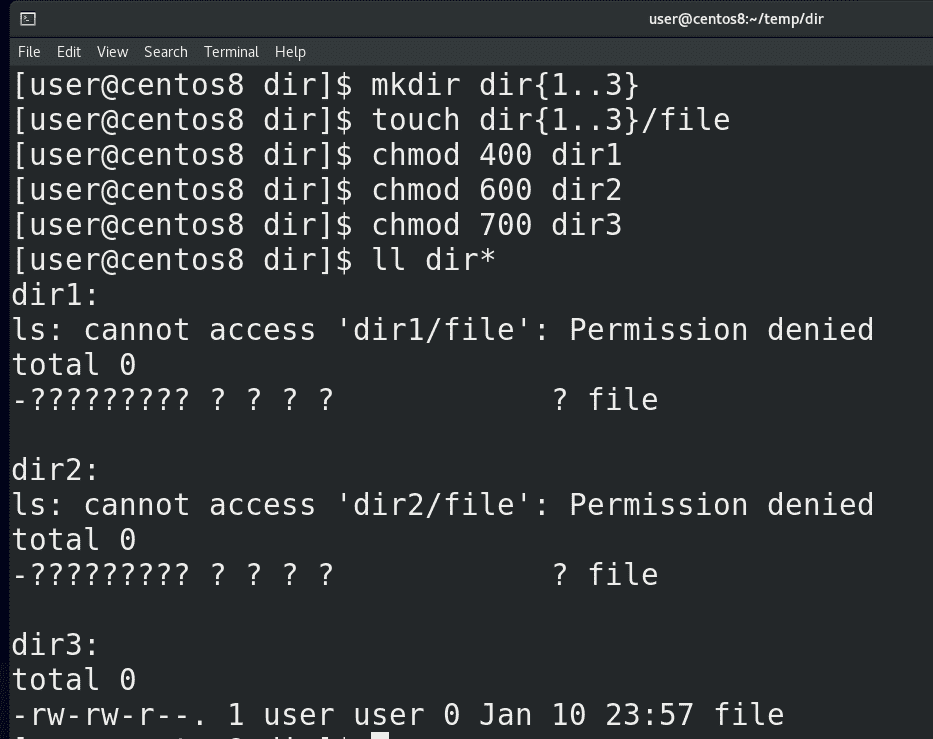 user@centos8:~/temp/dir
File Edit View Search Terminal Help
[user@centos8 dir]$ mkdir dir{1..3}
[user@centos8 dir]$ touch dir{1..3}/file
[user@centos8 dir]$ chmod 400 dir1
[user@centos8 dir]$ chmod 600 dir2
[user@centos8 dir]$ chmod 700 dir3
[user@centos8 dir]$ ll dir*
dir1:
ls: cannot access 'dir1/file': Permission denied
total 0
-????????? ? ? ? ?            ? file
dir2:
ls: cannot access 'dir2/file': Permission denied
total 0
-????????? ? ? ? ?            ? file
dir3:
total 0
-rw-rw-r--. 1 user user 0 Jan 10 23:57 file